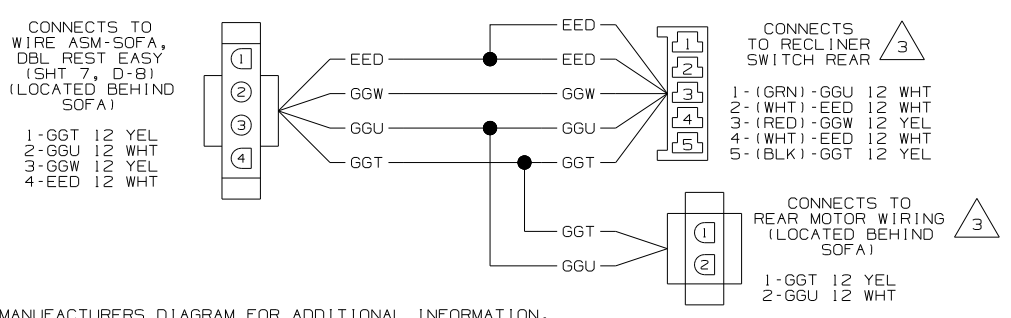 CONNECTS TO
WIRE ASM-SOFA,
DBL REST EASY
(SHT 7, D-8)
(LOCATED BEHIND
SOFA)
1-GGT 12 YEL
2-GGU 12 WHT
3-GGW 12 YEL
4-EED 12 WHT
1
2
3
4
EED
GGW
GGU
GGT
EED
EED
GGW
GGU
GGT
1
2
3
4
5
CONNECTS
TO RECLINER
SWITCH REAR
3
1-(GRN)-GGU 12 WHT
2-(WHT)-EED 12 WHT
3-(RED)-GGW 12 YEL
4-(WHT)-EED 12 WHT
5-(BLK)-GGT 12 YEL
GGT
GGU
1
2
CONNECTS TO
REAR MOTOR WIRING
(LOCATED BEHIND
SOFA)
3
1-GGT 12 YEL
2-GGU 12 WHT
MANUFACTURERS DIAGRAM FOR ADDITIONAL INFORMATION.